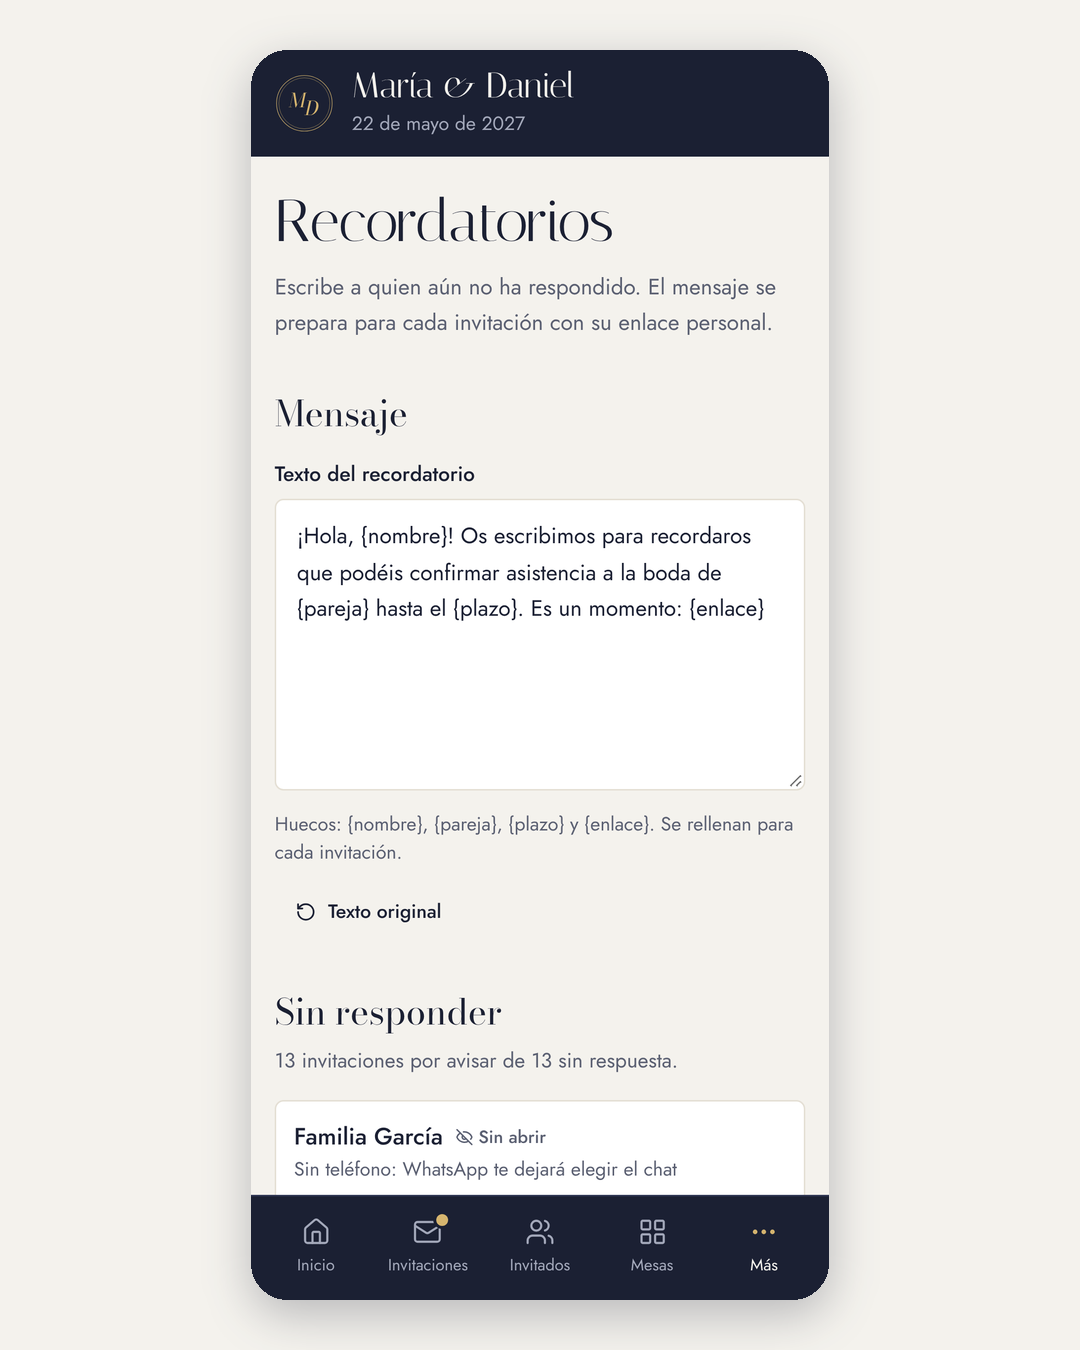 MD
María & Daniel
22 de mayo de 2027
Recordatorios
Escribe a quien aún no ha respondido. El mensaje se
prepara para cada invitación con su enlace personal.
Mensaje
Texto del recordatorio
¡Hola, {nombre}! Os escribimos para recordaros
que podéis confirmar asistencia a la boda de
{pareja} hasta el {plazo}. Es un momento: {enlace}
Huecos: {nombre}, {pareja}, {plazo} y {enlace}. Se rellenan para
cada invitación.
Texto original
Sin responder
13 invitaciones por avisar de 13 sin respuesta.
Familia García Sin abrir
Sin teléfono: WhatsApp te dejará elegir el chat
Inicio Invitaciones Invitados Mesas Más